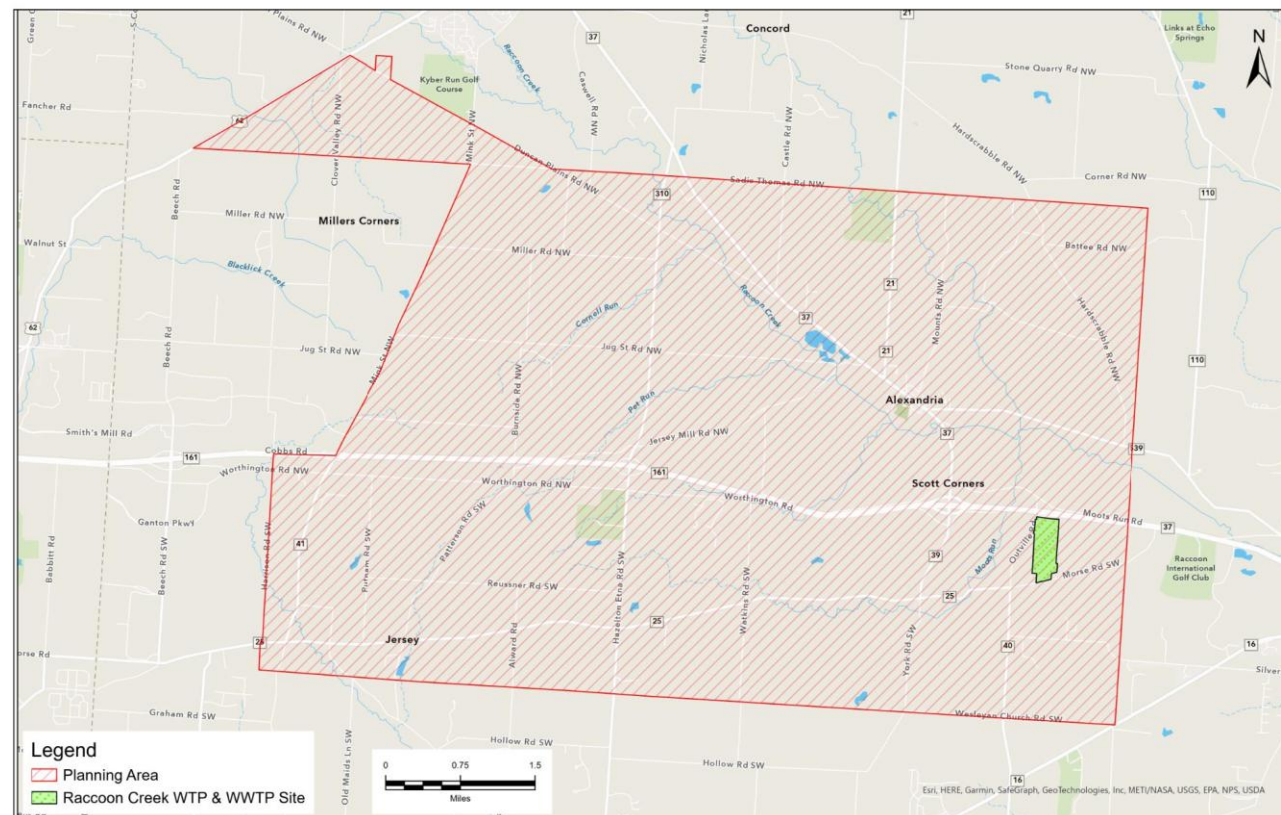 Concord
N
Links at Echo
Springs
21
37
Plains Rd NW
Raccoon Creek
Caswell Rd NW
Stone Quarry Rd NW
Kyber Run Golf
Course
Fancher Rd
62
Clover Valley Rd NW
Mink St NW
Castle Rd NW
Hardscrabble Rd NW
Duncan Plains Rd NW
Sadie Thomas Rd NW
Corner Rd NW
Beech Rd
310
110
Miller Rd NW
Millers Corners
Walnut St
Miller Rd NW
Battee Rd NW
Blacklick Creek
21
Raccoon Creek
Mounts Rd NW
Cornell Run
37
Hardscrabble Rd NW
62
Beech Rd
Jug St Rd NW
Mink St NW
Jug St Rd NW
21
110
Burnside Rd NW
Pet Run
Alexandria
Smith's Mill Rd
Jersey Mill NW
37
Cobbs Rd
161
Worthington Rd NW
161
Worthington Rd NW
Scott Corners
Worthington Rd
Moots Run Rd
37
Ganton Pkwy
Patterson Rd SW
Outville Rd
Babbitt Rd
Beech Rd SW
Harrison Rd SW
41
Putnam Rd SW
39
Moots Run
Raccoon
International
Golf Club
Reussner Rd SW
Morse Rd SW
Hazelton Etna Rd SW
Watkins Rd SW
25
25
Jersey
Alward Rd
York Rd SW
40
16
Silver
Graham Rd SW
Wesleyan Church Rd SW
Old Maids Ln SW
Hollow Rd SW
Hollow Rd SW
16
Legend
Planning Area
Raccoon Creek WTP & WWTP Site
0 0.75 1.5
Miles
Esri, HERE, Garmin, SafeGraph, GeoTechnologies, Inc, METI/NASA, USGS, EPA, NPS, USDA